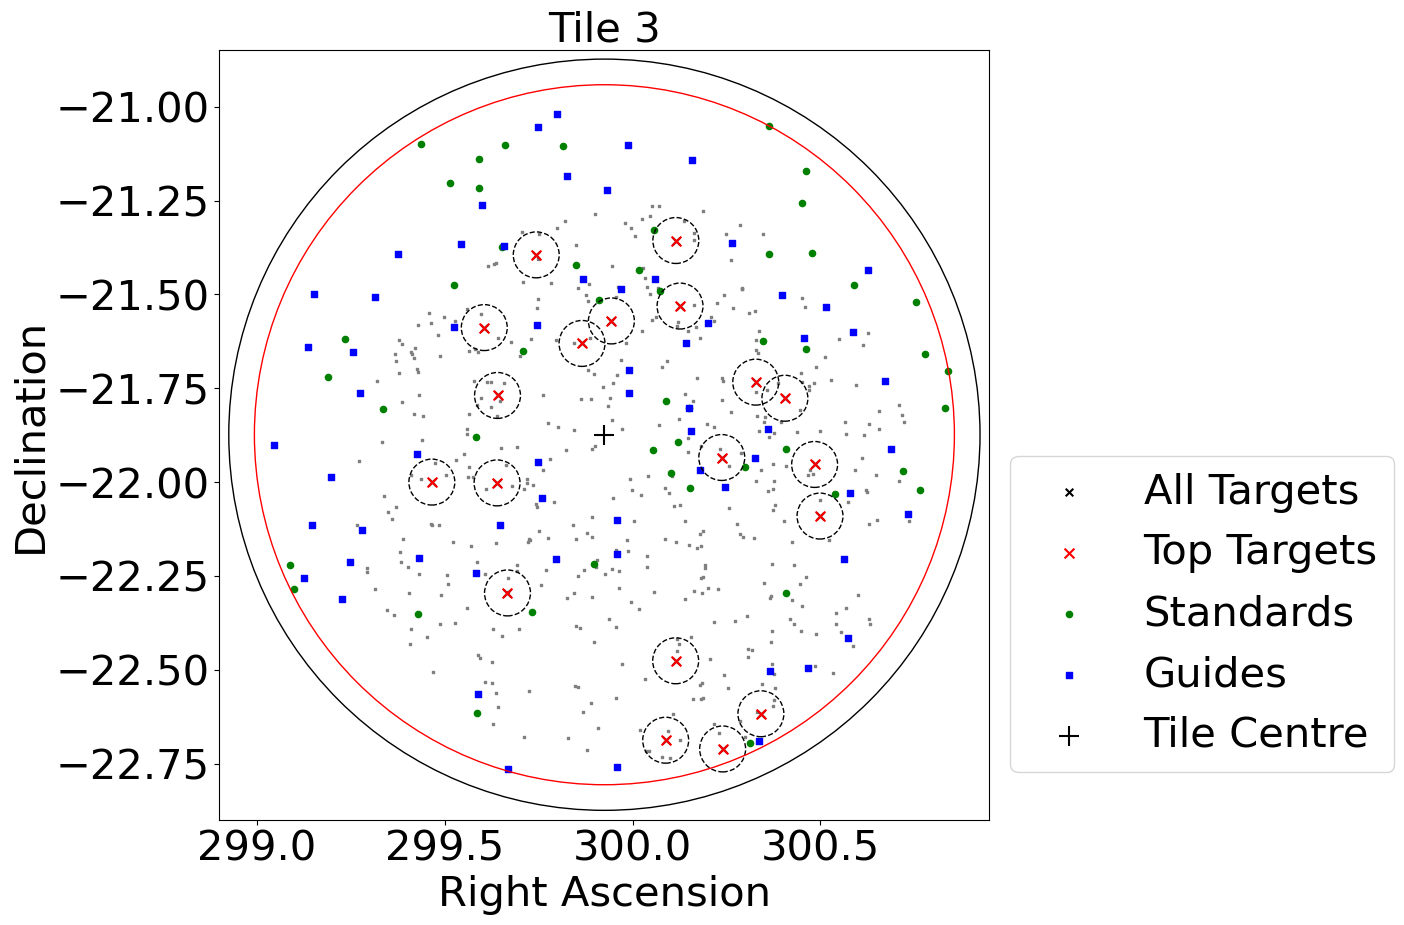 Tile 3
−21.00
−21.25
−21.50
−21.75
−22.00
−22.25
−22.50
−22.75
Declination
299.0 299.5 300.0 300.5
Right Ascension
All Targets
Top Targets
Standards
Guides
Tile Centre